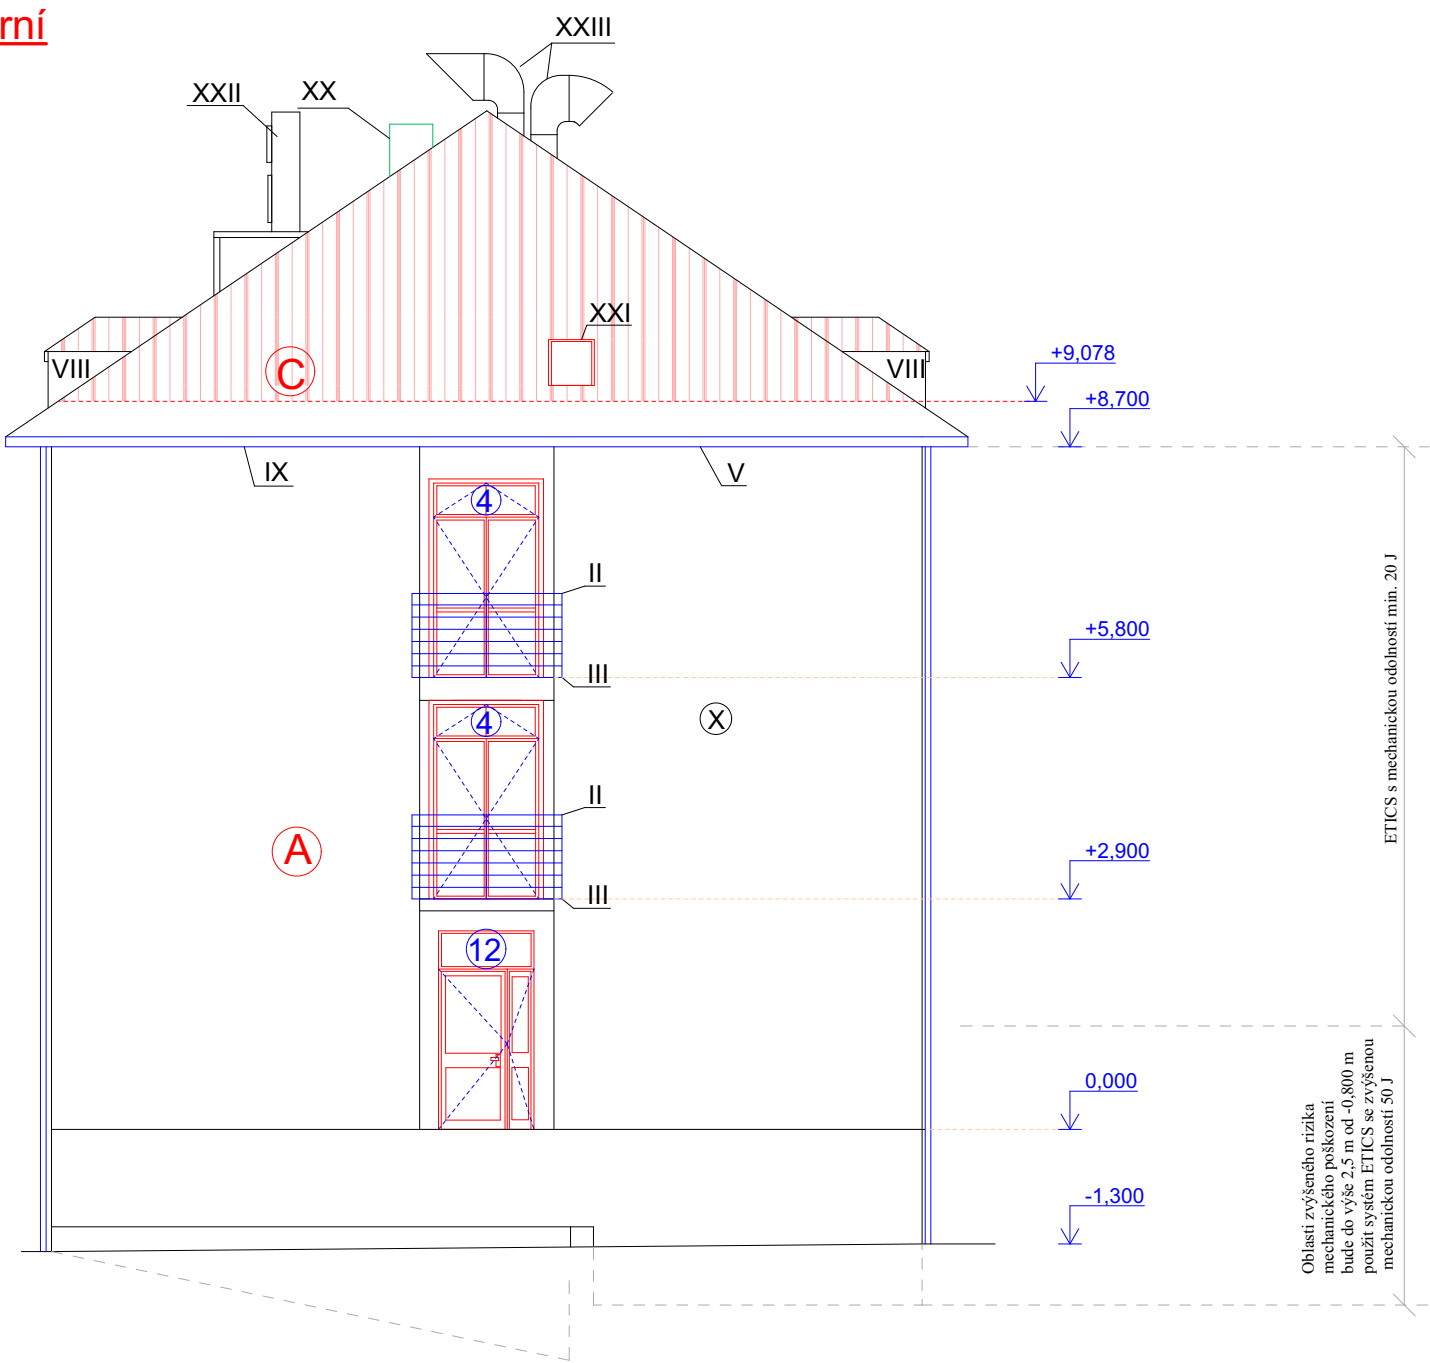 rní
XXIII
XXII
XX
XXI
VIII
VIII
C
+9,078
+8,700
IX
V
4
II
+5,800
III
4
X
II
A
+2,900
III
12
0,000
-1,300
ETICS s mechanickou odolností min. 20 J
Oblasti zvýšeného rizika
mechanického poškození
bude do výše 2,5 m od -0,800 m
použit systém ETICS se zvýšenou
mechanickou odolností 50 J